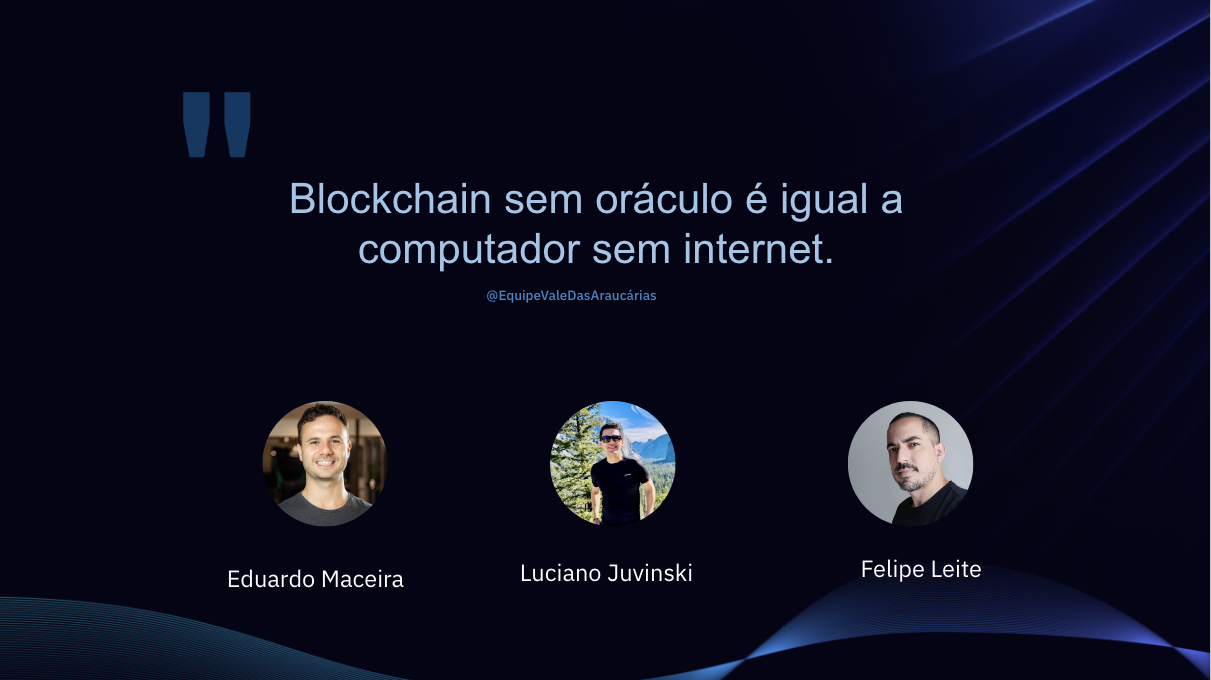 "
Blockchain sem oráculo é igual a
computador sem internet.
@EquipeValeDasAraucárias
Eduardo Maceira
Luciano Juvinski
Felipe Leite